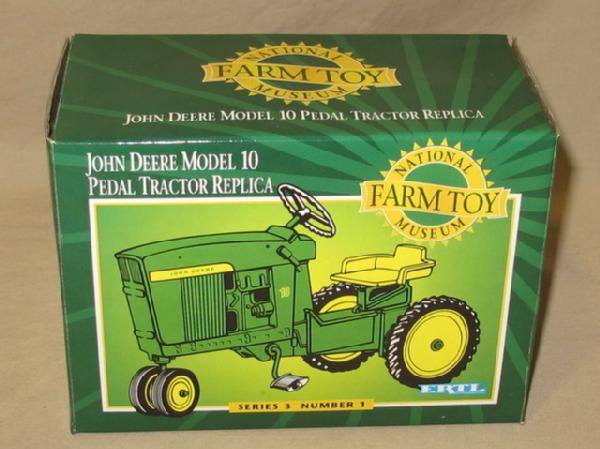 NATIONAL
FARM TOY
MUSEUM
JOHN DEERE MODEL 10 PEDAL TRACTOR REPLICA
JOHN DEERE MODEL 10
PEDAL TRACTOR REPLICA
NATIONAL
FARM TOY
MUSEUM
JOHN DEERE
10
ERTL
SERIES 3 NUMBER 1